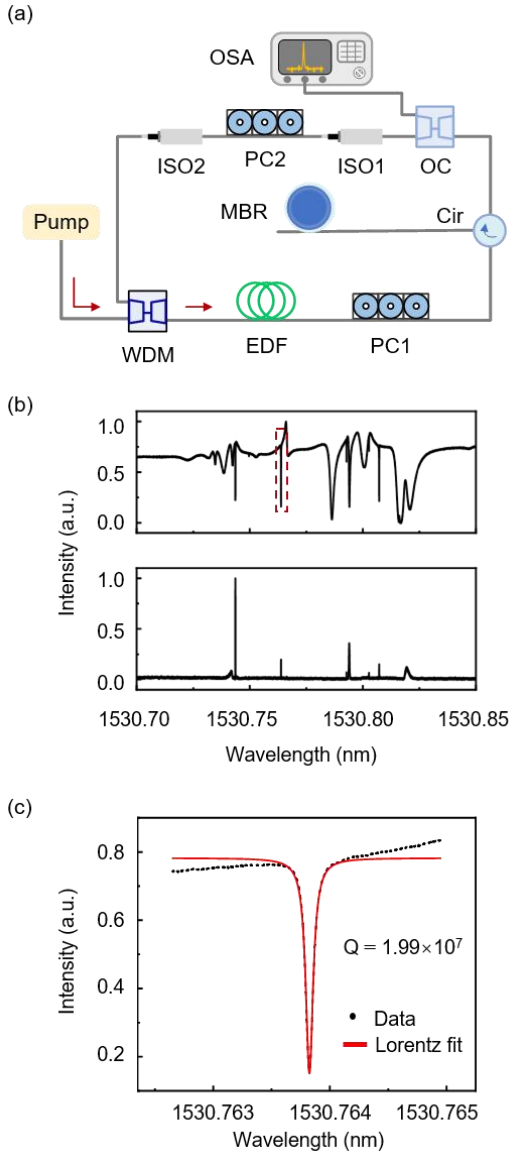 (a)
OSA
ISO2
PC2
ISO1
OC
MBR
Cir
Pump
WDM
EDF
PC1
(b)
Intensity (a.u.)
1.0
0.5
0.0
1.0
0.5
0.0
1530.70
1530.75
1530.80
1530.85
Wavelength (nm)
(c)
Intensity (a.u.)
0.8
0.6
0.4
0.2
Q = 1.99×10⁷
Data
Lorentz fit
1530.763
1530.764
1530.765
Wavelength (nm)